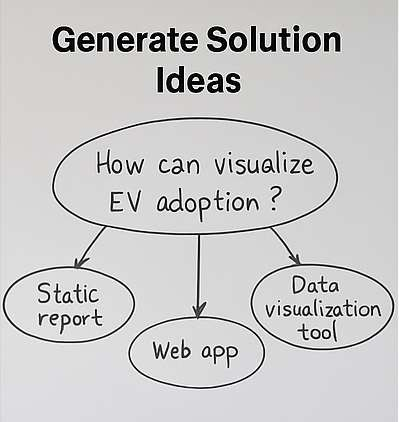 Generate Solution
Ideas
How can visualize
EV adoption?
Static
report
Web app
Data
visualization
tool